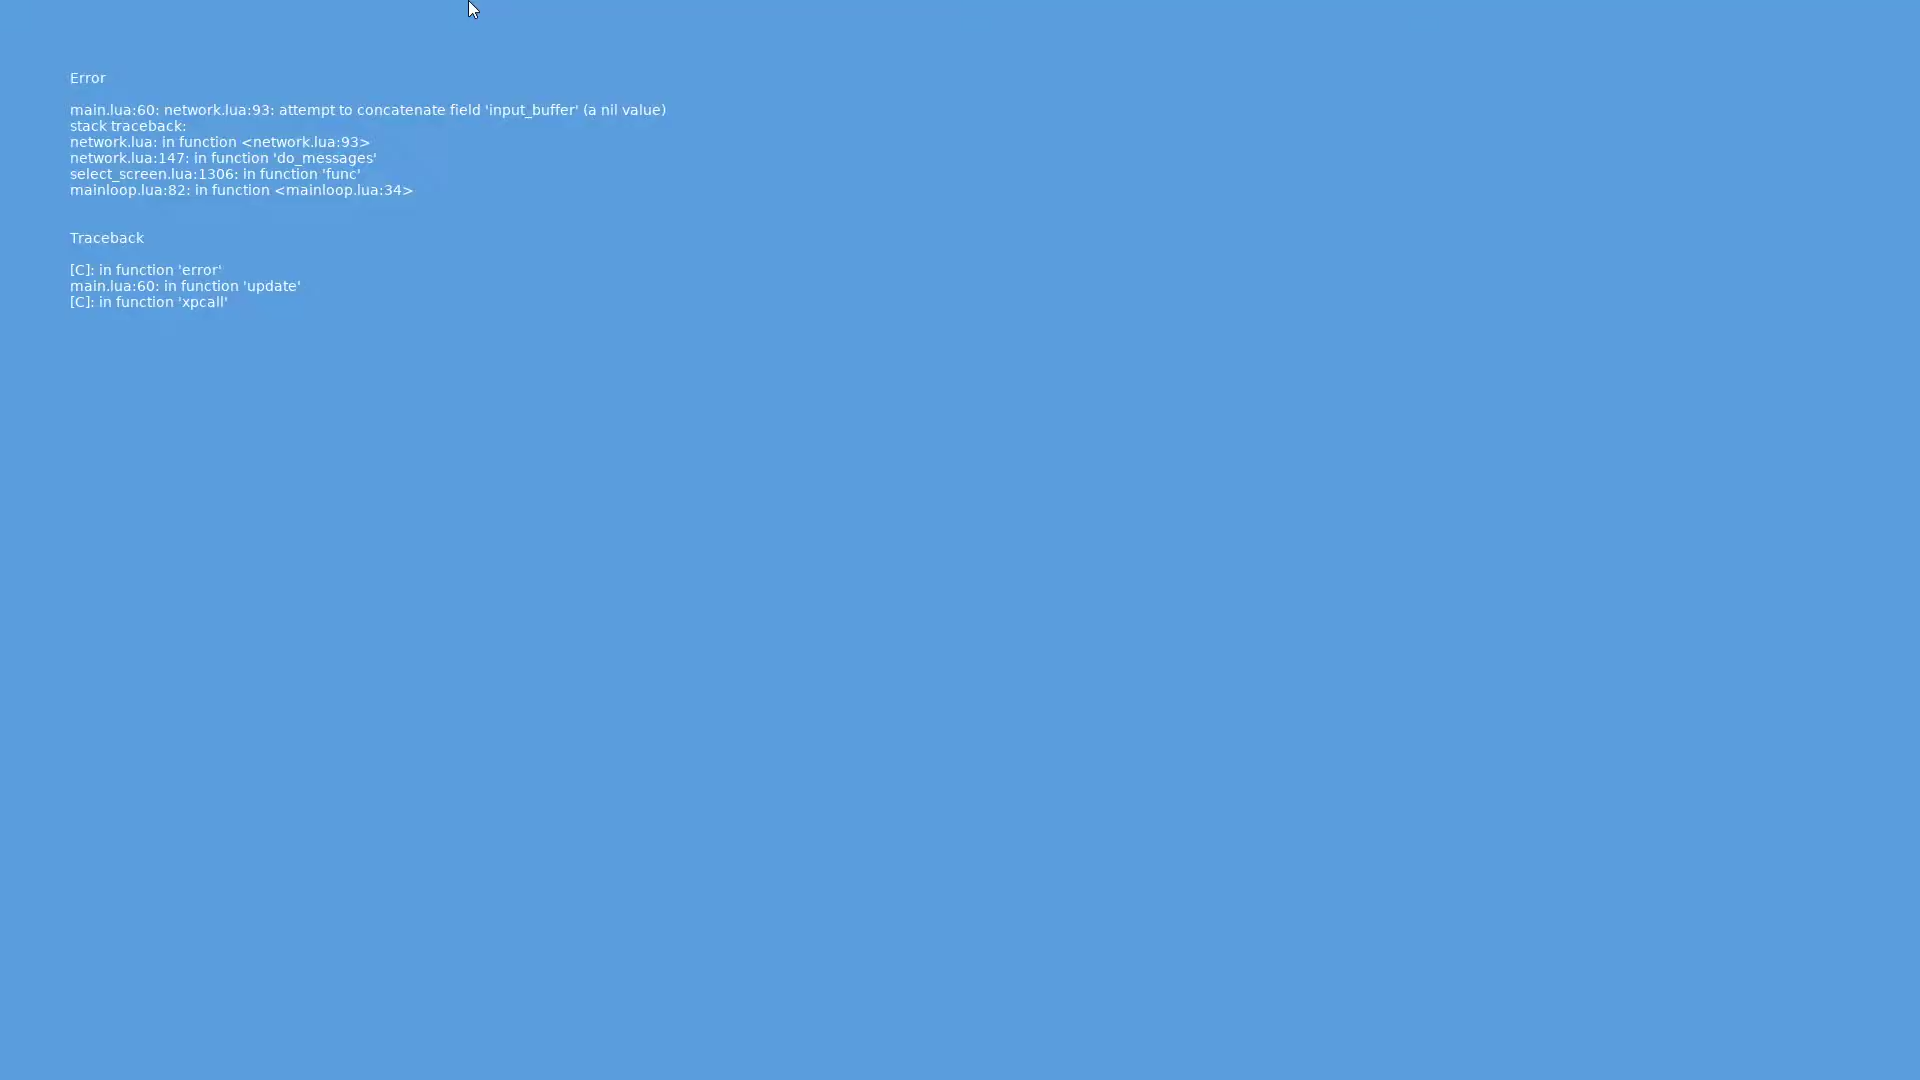 Error
main.lua:60: network.lua:93: attempt to concatenate field 'input_buffer' (a nil value)
stack traceback:
network.lua: in function <network.lua:93>
network.lua:147: in function 'do_messages'
select_screen.lua:1306: in function 'func'
mainloop.lua:82: in function <mainloop.lua:34>
Traceback
[C]: in function 'error'
main.lua:60: in function 'update'
[C]: in function 'xpcall'